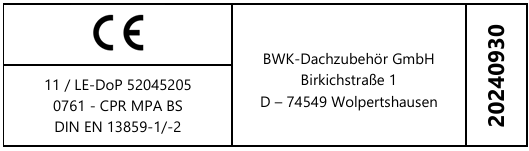 CE
11 / LE-DoP 52045205
0761 - CPR MPA BS
DIN EN 13859-1/-2
BWK-Dachzubehör GmbH
Birkichstraße 1
D – 74549 Wolpertshausen
20240930